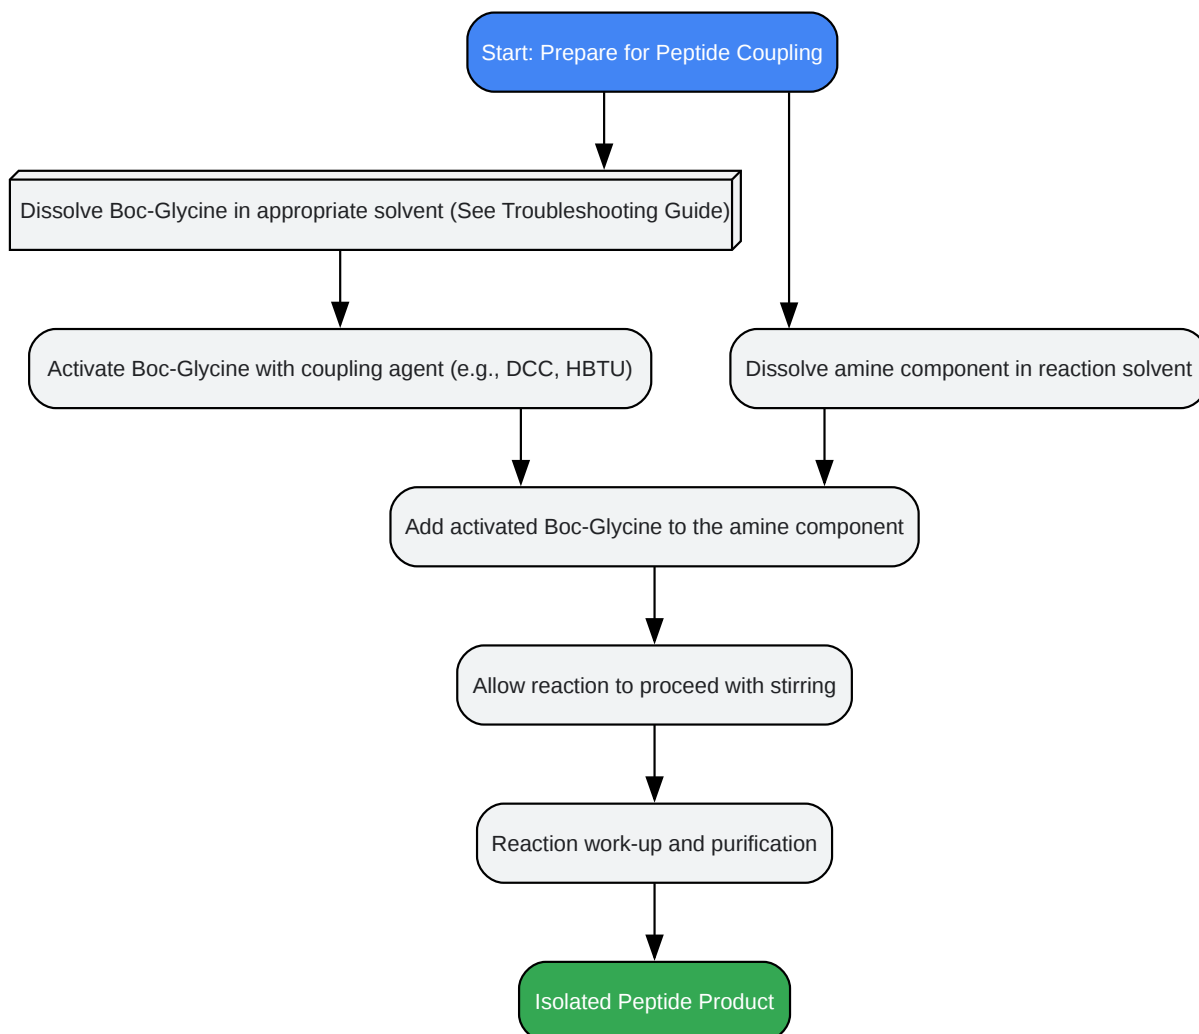 Start: Prepare for Peptide Coupling
Dissolve Boc-Glycine in appropriate solvent (See Troubleshooting Guide)
Activate Boc-Glycine with coupling agent (e.g., DCC, HBTU)
Dissolve amine component in reaction solvent
Add activated Boc-Glycine to the amine component
Allow reaction to proceed with stirring
Reaction work-up and purification
Isolated Peptide Product